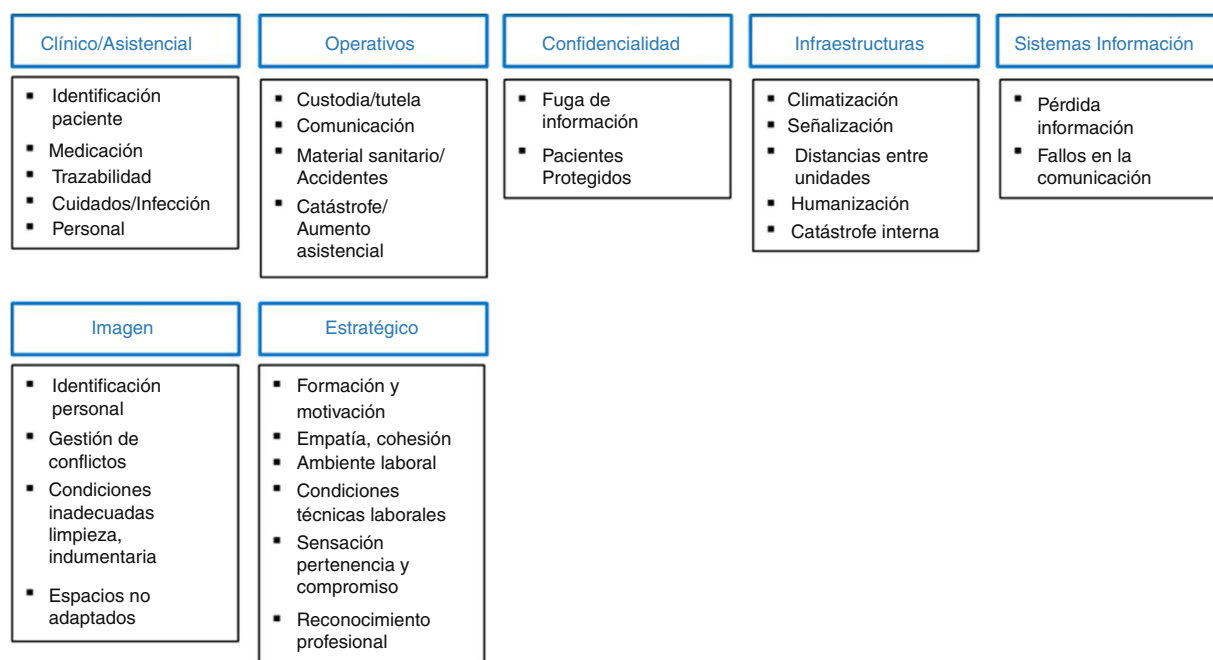 Clínico/Asistencial
Identificación
paciente
Medicación
Trazabilidad
Cuidados/Infección
Personal
Operativos
Custodia/tutela
Comunicación
Material sanitario/
Accidentes
Catástrofe/
Aumento
asistencial
Confidencialidad
Fuga de
información
Pacientes
Protegidos
Infraestructuras
Climatización
Señalización
Distancias entre
unidades
Humanización
Catástrofe interna
Sistemas Información
Pérdida
información
Fallos en la
comunicación
Imagen
Identificación
personal
Gestión de
conflictos
Condiciones
inadecuadas
limpieza,
indumentaria
Espacios no
adaptados
Estratégico
Formación y
motivación
Empatía, cohesión
Ambiente laboral
Condiciones
técnicas laborales
Sensación
pertenencia y
compromiso
Reconocimiento
profesional